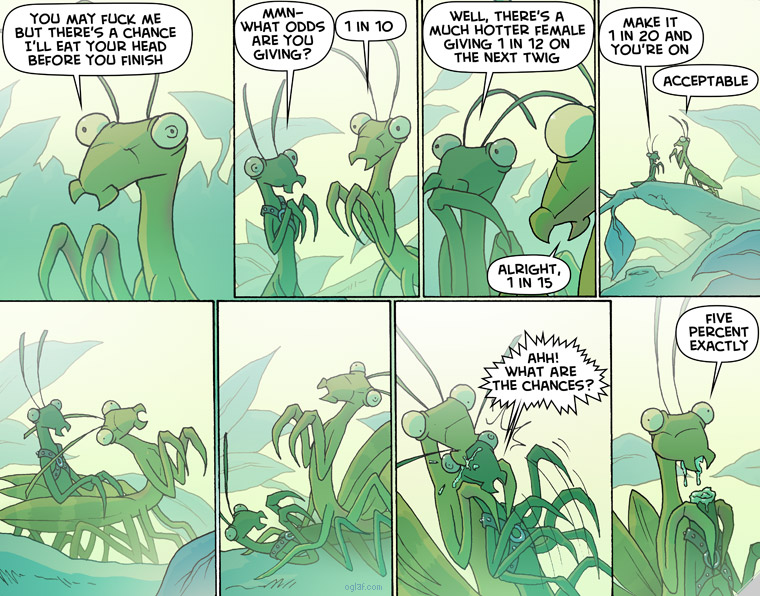 YOU MAY FUCK ME
BUT THERE'S A CHANCE
I'LL EAT YOUR HEAD
BEFORE YOU FINISH
MMN-
WHAT ODDS
ARE YOU
GIVING?
1 IN 10
WELL, THERE'S A
MUCH HOTTER FEMALE
GIVING 1 IN 12 ON
THE NEXT TWIG
ALRIGHT,
1 IN 15
MAKE IT
1 IN 20 AND
YOU'RE ON
ACCEPTABLE
AHH!
WHAT ARE
THE CHANCES?
FIVE
PERCENT
EXACTLY
oglaf.com